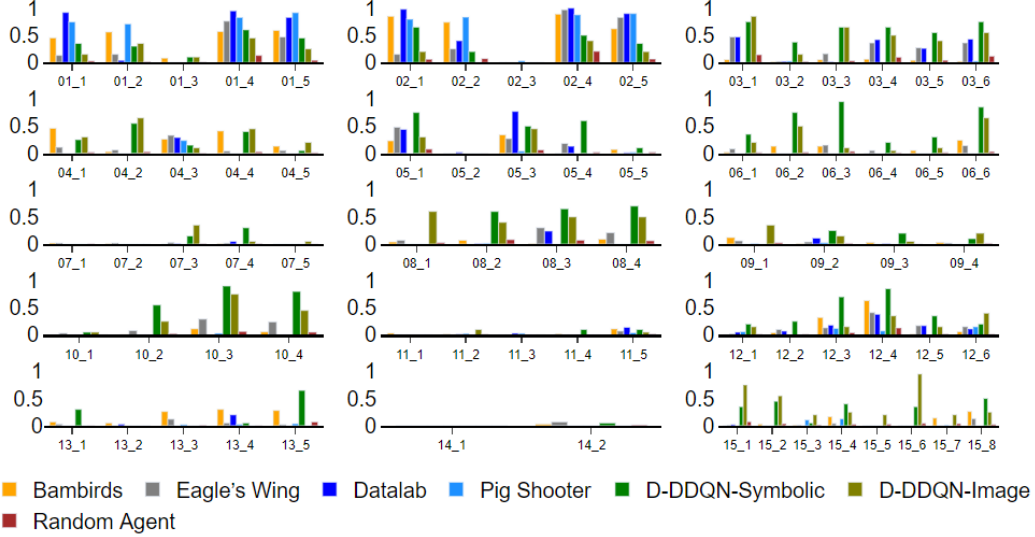 1
0.5
0
01_1 01_2 01_3 01_4 01_5
1
0.5
0
02_1 02_2 02_3 02_4 02_5
1
0.5
0
03_1 03_2 03_3 03_4 03_5 03_6
1
0.5
0
04_1 04_2 04_3 04_4 04_5
1
0.5
0
05_1 05_2 05_3 05_4 05_5
1
0.5
0
06_1 06_2 06_3 06_4 06_5 06_6
1
0.5
0
07_1 07_2 07_3 07_4 07_5
1
0.5
0
08_1 08_2 08_3 08_4
1
0.5
0
09_1 09_2 09_3 09_4
1
0.5
0
10_1 10_2 10_3 10_4
1
0.5
0
11_1 11_2 11_3 11_4 11_5
1
0.5
0
12_1 12_2 12_3 12_4 12_5 12_6
1
0.5
0
13_1 13_2 13_3 13_4 13_5
1
0.5
0
14_1 14_2
1
0.5
0
15_1 15_2 15_3 15_4 15_5 15_6 15_7 15_8
Bambirds Eagle's Wing Datalab Pig Shooter D-DDQN-Symbolic D-DDQN-Image
Random Agent